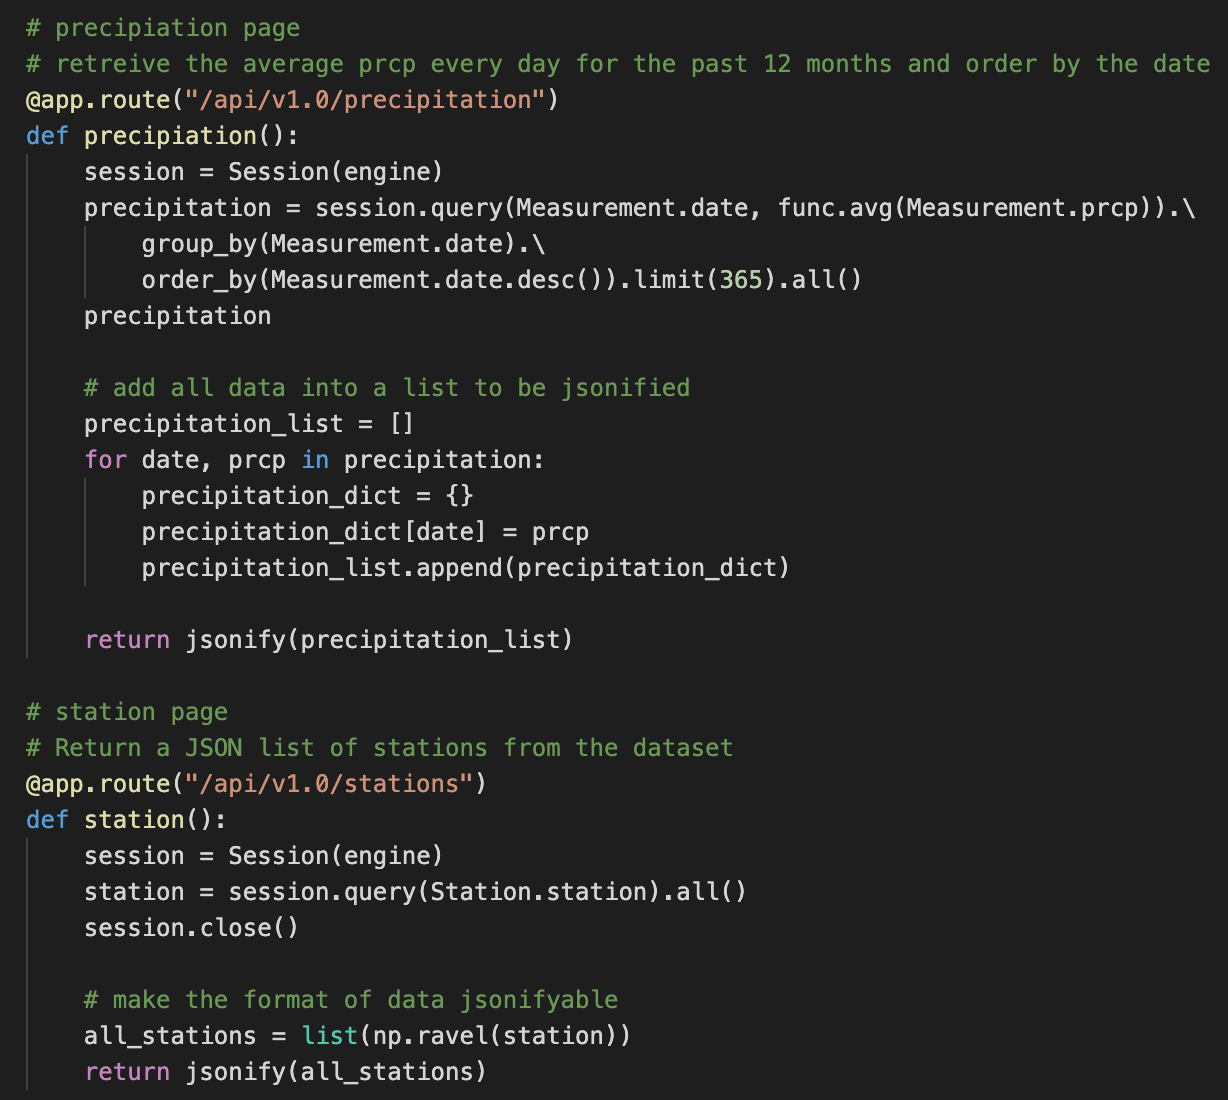 # precipiation page
# retreive the average prcp every day for the past 12 months and order by the date
@app.route("/api/v1.0/precipitation")
def precipiation():
    session = Session(engine)
    precipitation = session.query(Measurement.date, func.avg(Measurement.prcp)).\
        group_by(Measurement.date).\
        order_by(Measurement.date.desc()).limit(365).all()
    precipitation

    # add all data into a list to be jsonified
    precipitation_list = []
    for date, prcp in precipitation:
        precipitation_dict = {}
        precipitation_dict[date] = prcp
        precipitation_list.append(precipitation_dict)

    return jsonify(precipitation_list)

# station page
# Return a JSON list of stations from the dataset
@app.route("/api/v1.0/stations")
def station():
    session = Session(engine)
    station = session.query(Station.station).all()
    session.close()

    # make the format of data jsonifyable
    all_stations = list(np.ravel(station))
    return jsonify(all_stations)